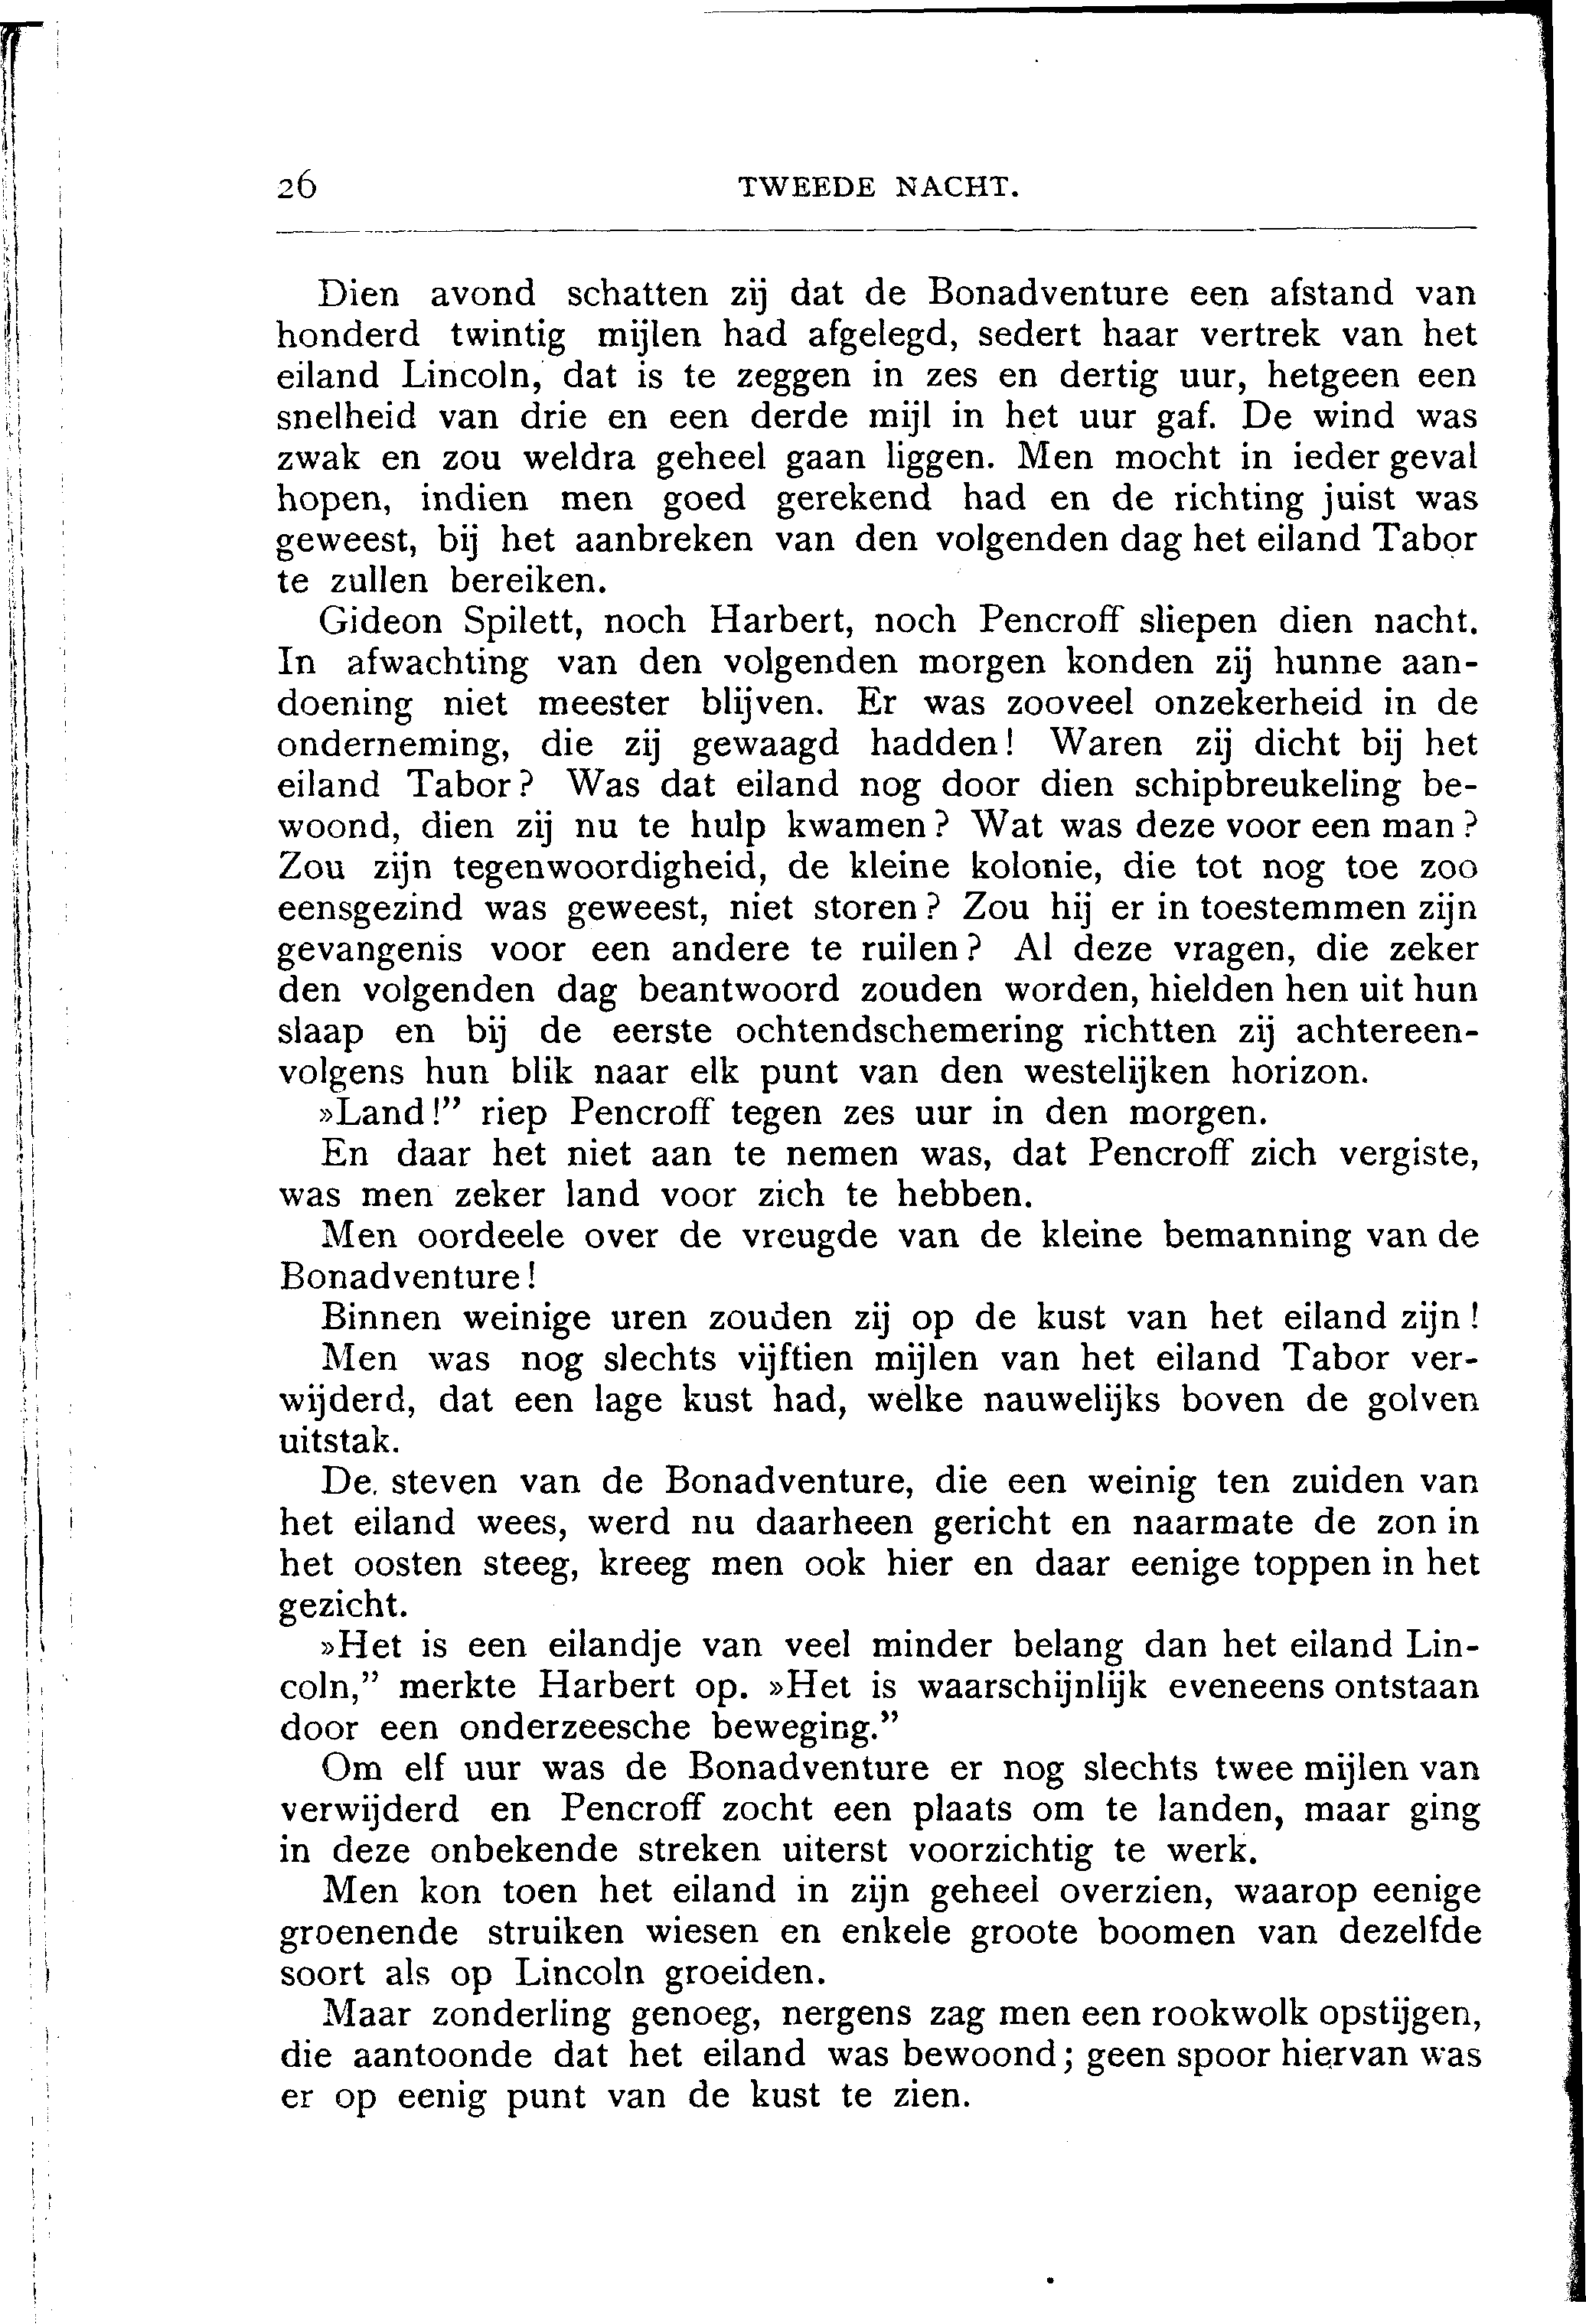 26 TWEEDE NACHT.
Dien avond schatten zij dat de Bonadventure een afstand van
honderd twintig mijlen had afgelegd, sedert haar vertrek van het
eiland Lincoln, dat is te zeggen in zes en dertig uur, hetgeen een
snelheid van drie en een derde mijl in het uur gaf. De wind was
zwak en zou weldra geheel gaan liggen. Men mocht in ieder geval
hopen, indien men goed gerekend had en de richting juist was
geweest, bij het aanbreken van den volgenden dag het eiland Tabor
te zullen bereiken.
Gideon Spilett, noch Harbert, noch Pencroff sliepen dien nacht.
In afwachting van den volgenden morgen konden zij hunne aan-
doening niet meester blijven. Er was zooveel onzekerheid in de
onderneming, die zij gewaagd hadden! Waren zij dicht bij het
eiland Tabor? Was dat eiland nog door dien schipbreukeling be-
woond, dien zij nu te hulp kwamen? Wat was deze voor een man?
Zou zijn tegenwoordigheid, de kleine kolonie, die tot nog toe zoo
eensgezind was geweest, niet storen? Zou hij er in toestemmen zijn
gevangenis voor een andere te ruilen? Al deze vragen, die zeker
den volgenden dag beantwoord zouden worden, hielden hen uit hun
slaap en bij de eerste ochtendschemering richtten zij achtereen-
volgens hun blik naar elk punt van den westelijken horizon.
»Land!” riep Pencroff tegen zes uur in den morgen.
En daar het niet aan te nemen was, dat Pencroff zich vergiste,
was men zeker land voor zich te hebben.
Men oordeele over de vreugde van de kleine bemanning van de
Bonadventure!
Binnen weinige uren zouden zij op de kust van het eiland zijn!
Men was nog slechts vijftien mijlen van het eiland Tabor ver-
wijderd, dat een lage kust had, welke nauwelijks boven de golven
uitstak.
De steven van de Bonadventure, die een weinig ten zuiden van
het eiland wees, werd nu daarheen gericht en naarmate de zon in
het oosten steeg, kreeg men ook hier en daar eenige toppen in het
gezicht.
»Het is een eilandje van veel minder belang dan het eiland Lin-
coln,” merkte Harbert op. »Het is waarschijnlijk eveneens ontstaan
door een onderzeesche beweging.”
Om elf uur was de Bonadventure er nog slechts twee mijlen van
verwijderd en Pencroff zocht een plaats om te landen, maar ging
in deze onbekende streken uiterst voorzichtig te werk.
Men kon toen het eiland in zijn geheel overzien, waarop eenige
groenende struiken wiesen en enkele groote boomen van dezelfde
soort als op Lincoln groeiden.
Maar zonderling genoeg, nergens zag men een rookwolk opstijgen,
die aantoonde dat het eiland was bewoond; geen spoor hiervan was
er op eenig punt van de kust te zien.